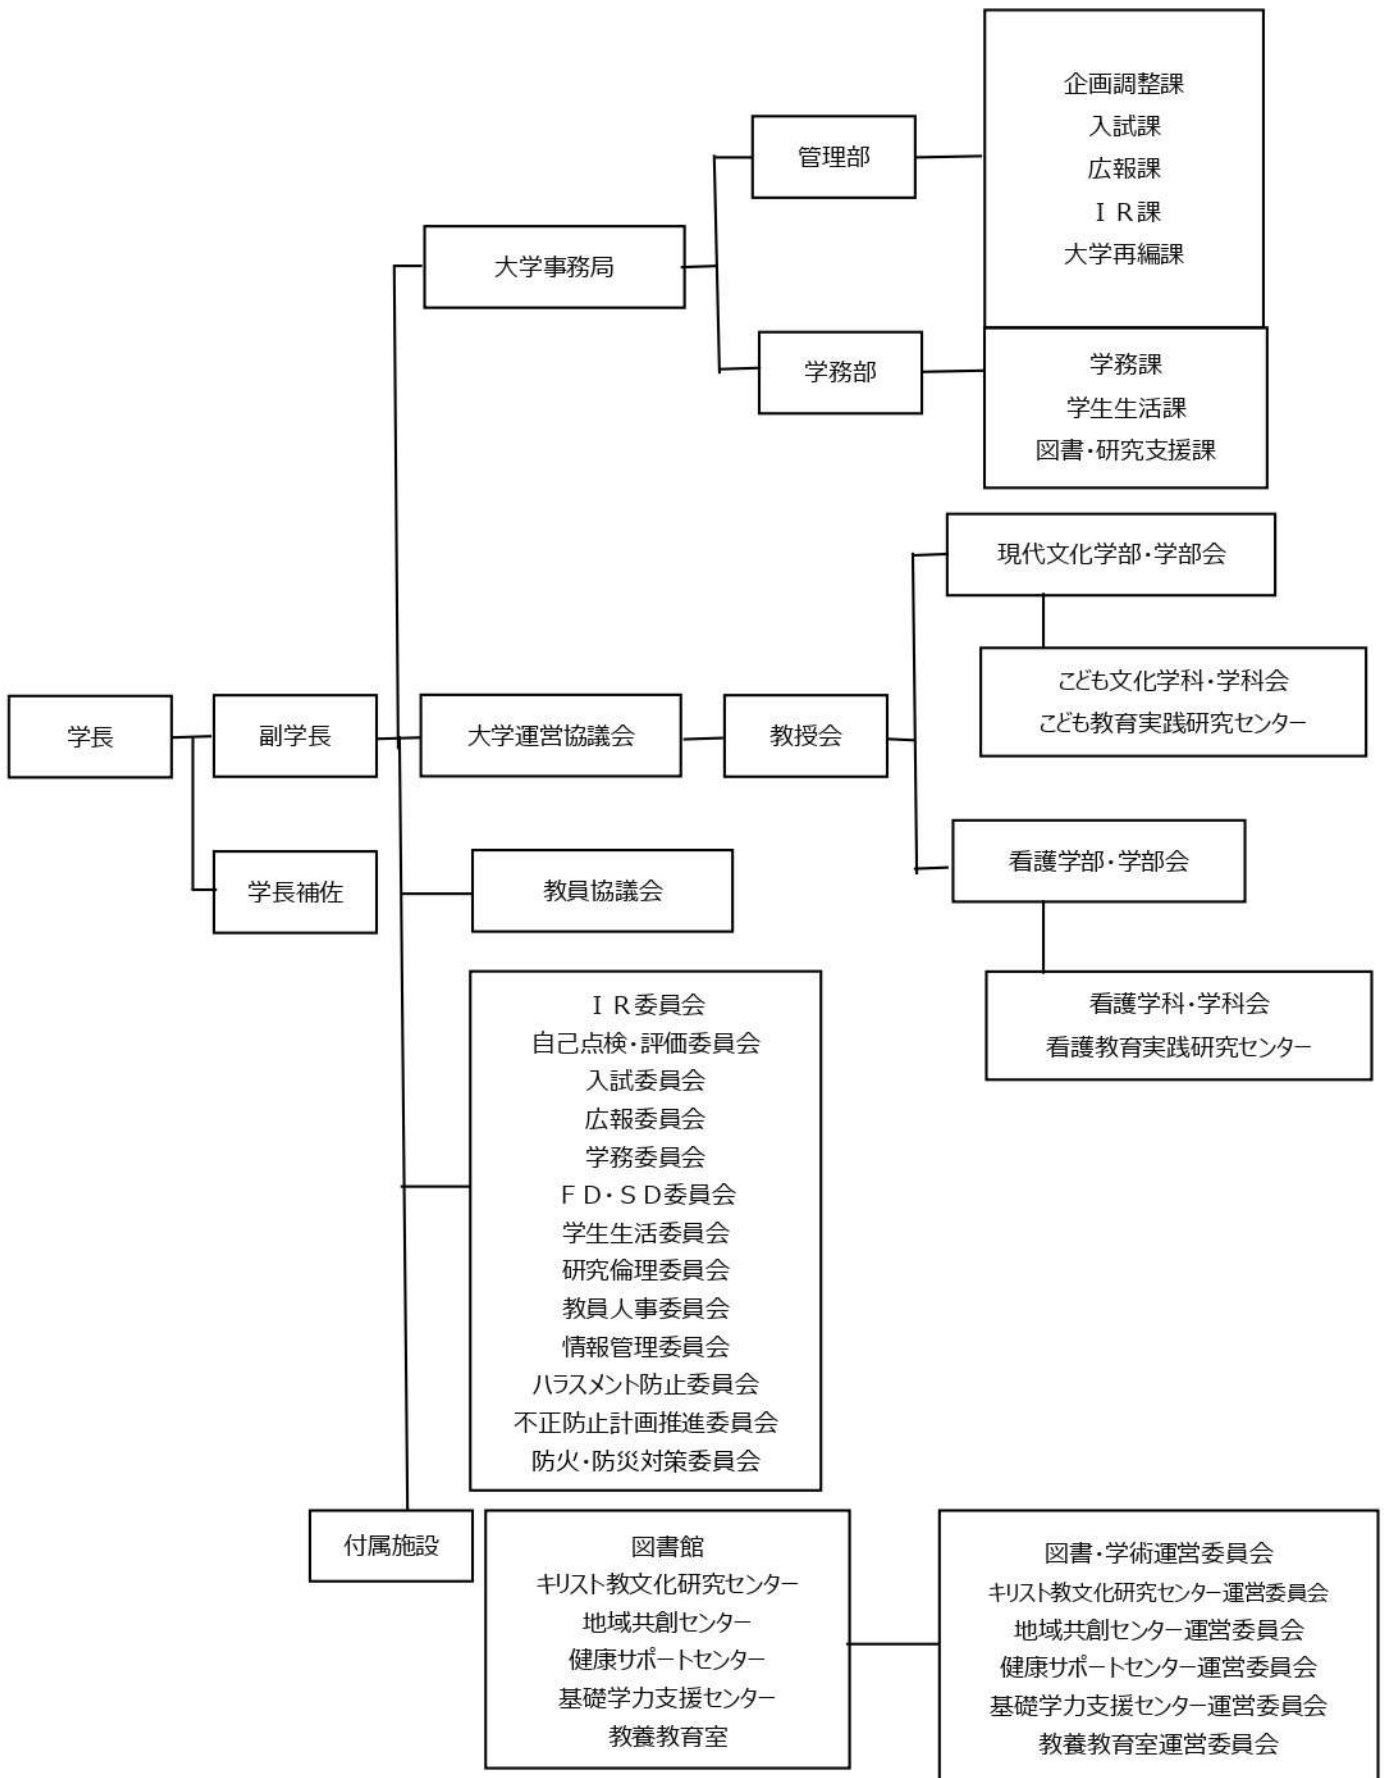 企画調整課
入試課
広報課
ＩＲ課
大学再編課
管理部
大学事務局
学務部
学務課
学生生活課
図書・研究支援課
現代文化学部・学部会
こども文化学科・学科会
こども教育実践研究センター
学長
副学長
大学運営協議会
教授会
看護学部・学部会
学長補佐
教員協議会
看護学科・学科会
看護教育実践研究センター
ＩＲ委員会
自己点検・評価委員会
入試委員会
広報委員会
学務委員会
ＦＤ・ＳＤ委員会
学生生活委員会
研究倫理委員会
教員人事委員会
情報管理委員会
ハラスメント防止委員会
不正防止計画推進委員会
防火・防災対策委員会
付属施設
図書館
キリスト教文化研究センター
地域共創センター
健康サポートセンター
基礎学力支援センター
教養教育室
図書・学術運営委員会
キリスト教文化研究センター運営委員会
地域共創センター運営委員会
健康サポートセンター運営委員会
基礎学力支援センター運営委員会
教養教育室運営委員会